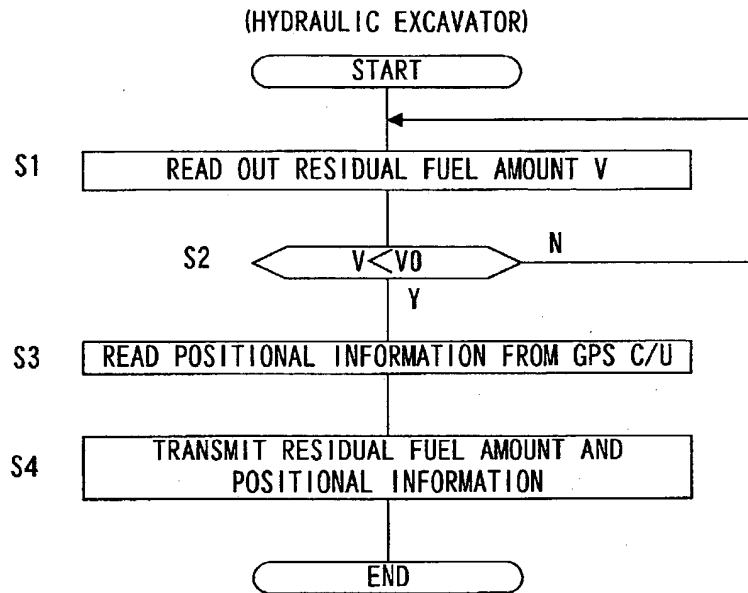 (HYDRAULIC EXCAVATOR)
START
S1 READ OUT RESIDUAL FUEL AMOUNT V
S2 V<V0 N
Y
S3 READ POSITIONAL INFORMATION FROM GPS C/U
S4 TRANSMIT RESIDUAL FUEL AMOUNT AND
POSITIONAL INFORMATION
END